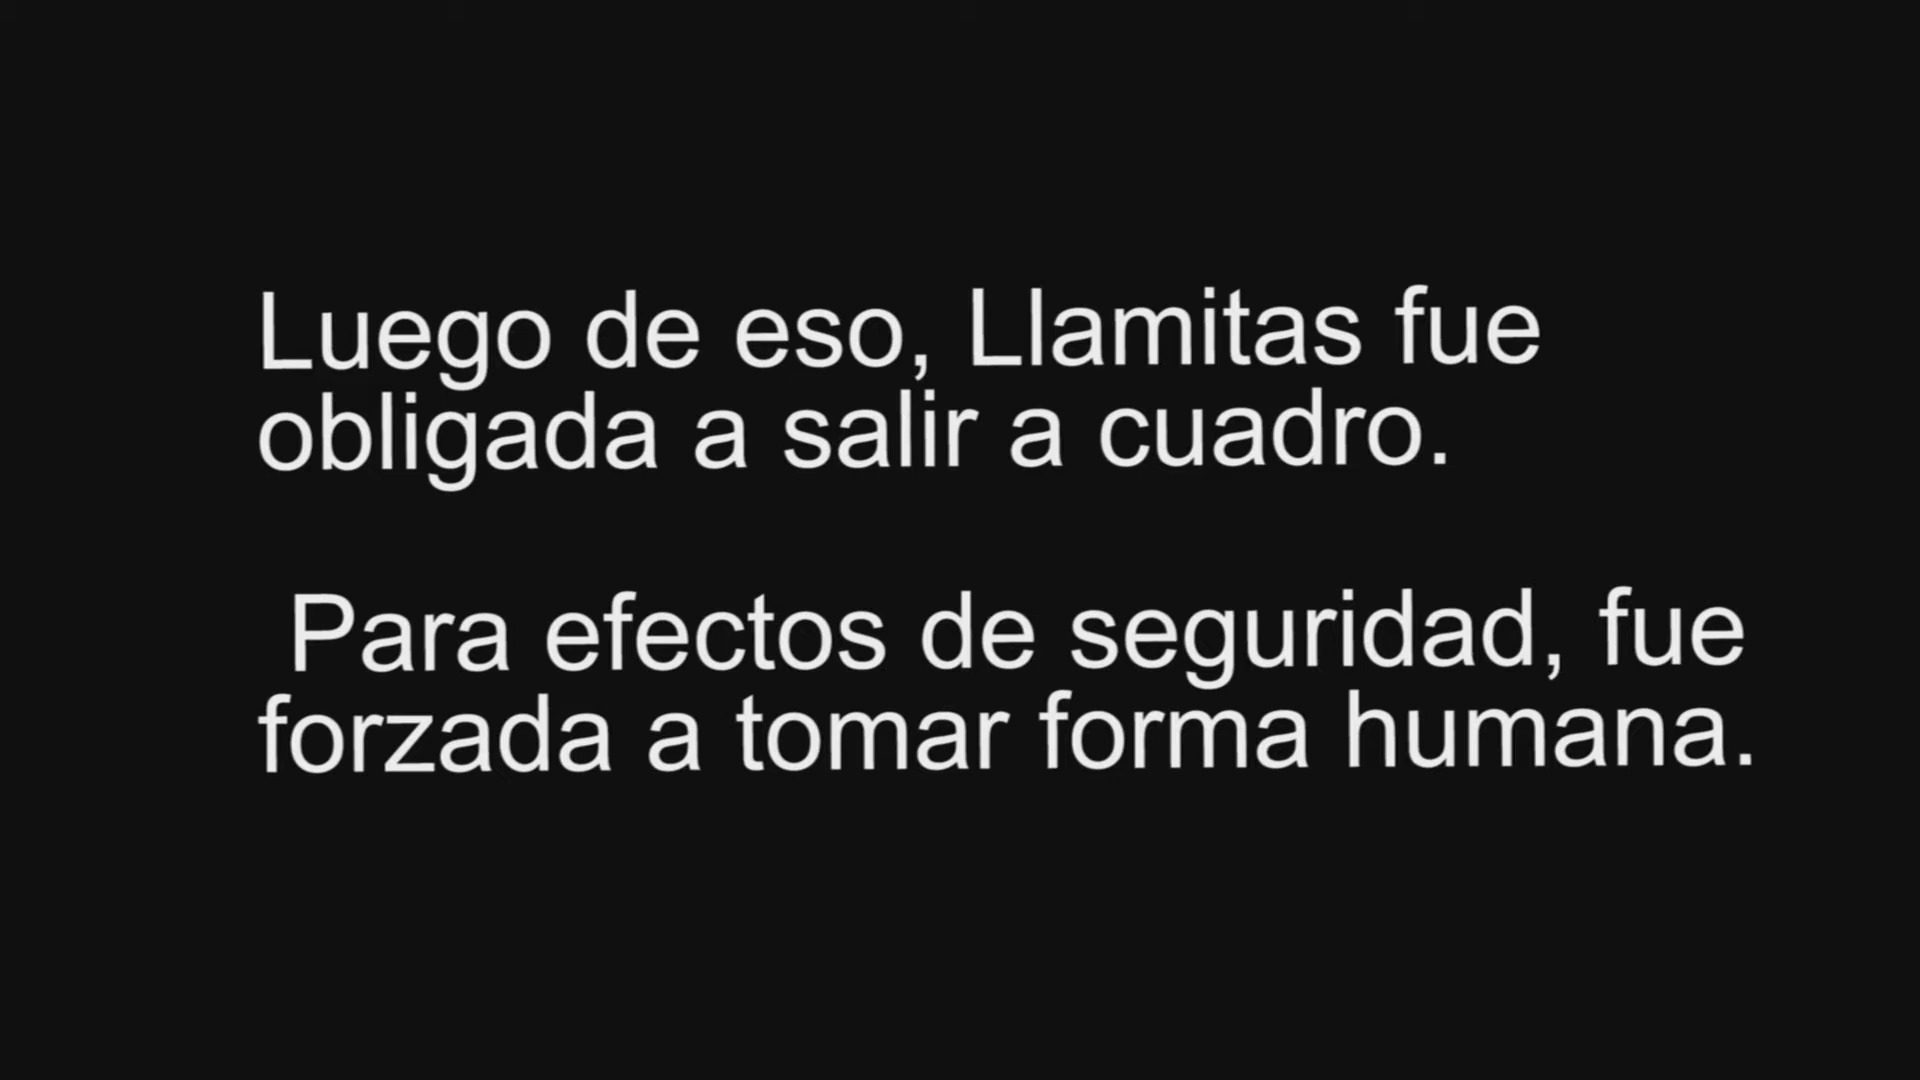 Luego de eso, Llamitas fue
obligada a salir a cuadro.
Para efectos de seguridad, fue
forzada a tomar forma humana.